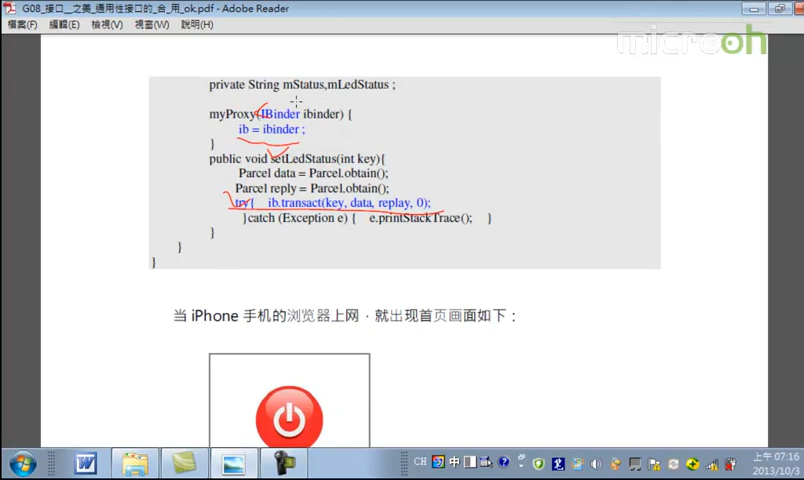 G08_接口__之美_通用性接口的_合_用_ok.pdf - Adobe Reader
檔案(F) 編輯(E) 檢視(V) 視窗(W) 說明(H)
microoh
private String mStatus,mLedStatus ;
myProxy(IBinder ibinder) {
ib = ibinder ;
}
public void setLedStatus(int key){
Parcel data = Parcel.obtain();
Parcel reply = Parcel.obtain();
try{ ib.transact(key, data, replay, 0);
}catch (Exception e) { e.printStackTrace(); }
}
}
}
当 iPhone 手机的浏览器上网，就出现首页画面如下：
CH 中
上午 07:16
2013/10/3